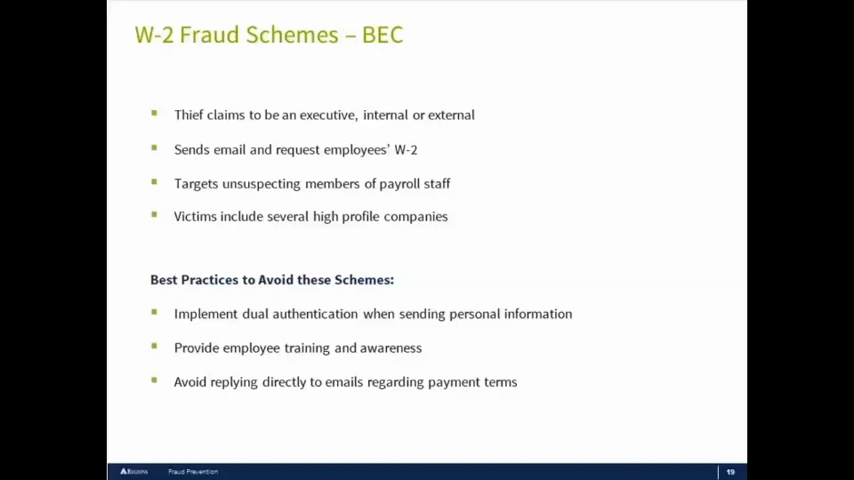 W-2 Fraud Schemes – BEC
Thief claims to be an executive, internal or external
Sends email and request employees’ W-2
Targets unsuspecting members of payroll staff
Victims include several high profile companies
Best Practices to Avoid these Schemes:
Implement dual authentication when sending personal information
Provide employee training and awareness
Avoid replying directly to emails regarding payment terms
REGIONS Fraud Prevention 19